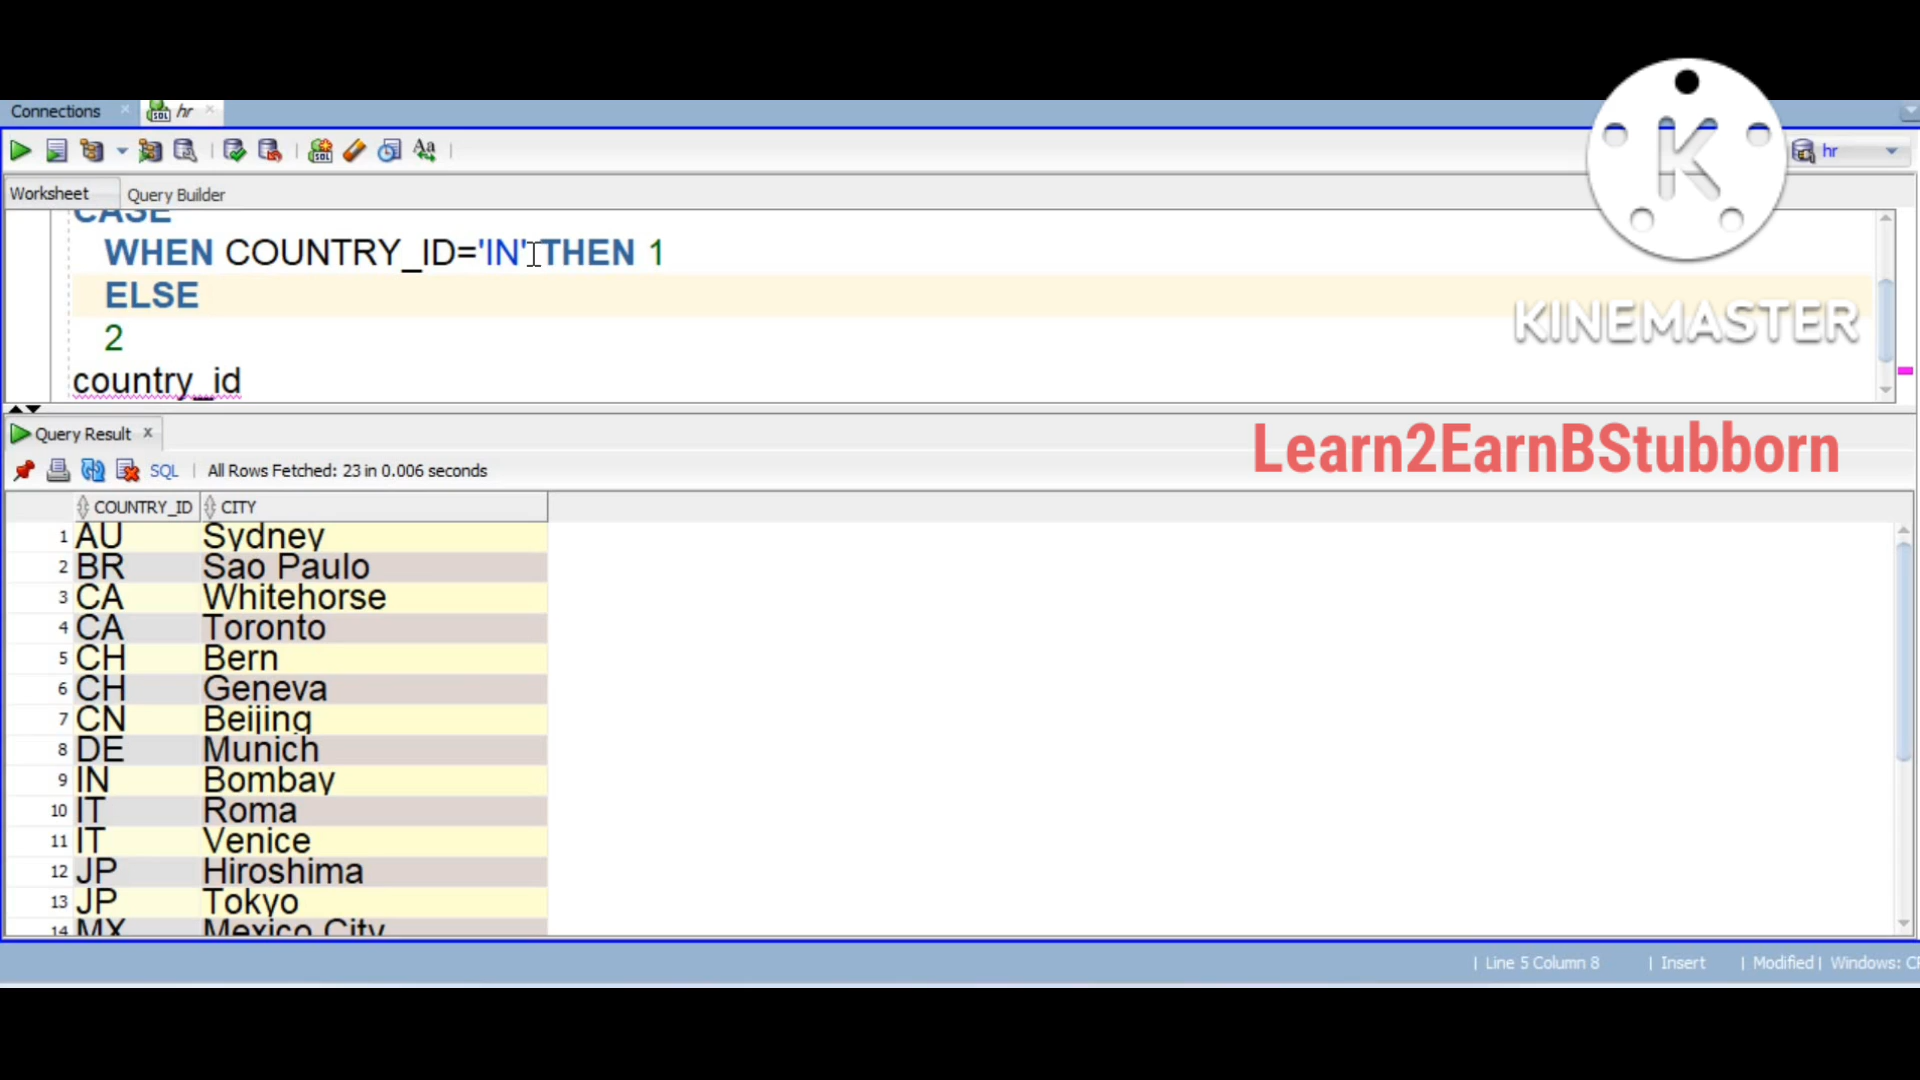 Connections
hr
Aa
hr
Worksheet
Query Builder
CASE
WHEN COUNTRY_ID='IN' THEN 1
ELSE
2
country_id
K
KINEMASTER
Query Result
Learn2EarnBStubborn
SQL
All Rows Fetched: 23 in 0.006 seconds
COUNTRY_ID CITY
1 AU Sydney
2 BR Sao Paulo
3 CA Whitehorse
4 CA Toronto
5 CH Bern
6 CH Geneva
7 CN Beijing
8 DE Munich
9 IN Bombay
10 IT Roma
11 IT Venice
12 JP Hiroshima
13 JP Tokyo
14 MX Mexico City
Line 5 Column 8 | Insert | Modified | Windows: C